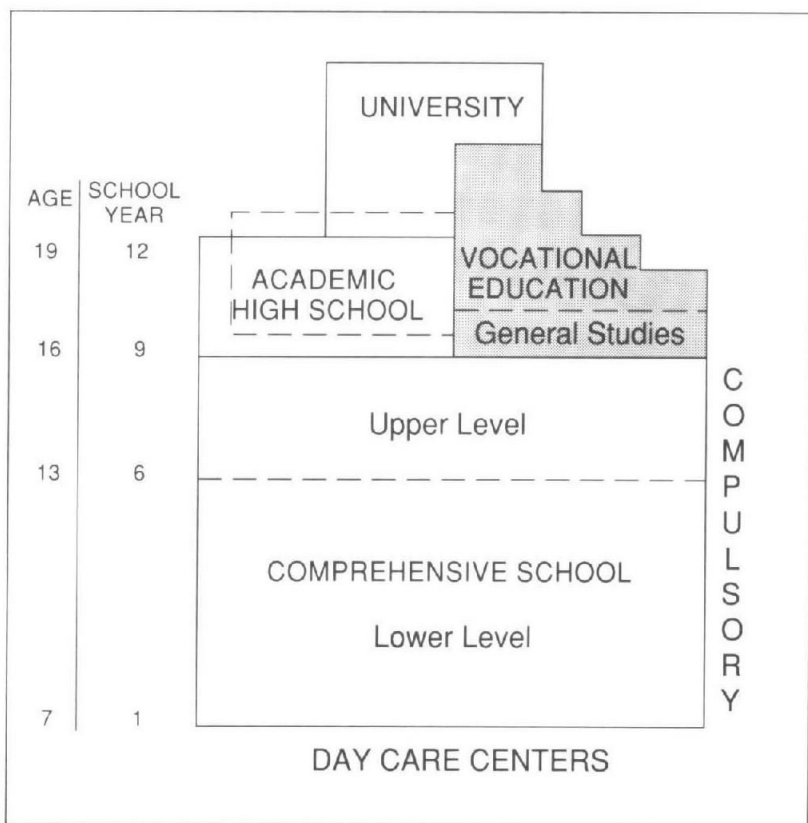 UNIVERSITY
AGE
SCHOOL
YEAR
19
12
VOCATIONAL
EDUCATION
ACADEMIC
HIGH SCHOOL
General Studies
16
9
Upper Level
13
6
COMPREHENSIVE SCHOOL
Lower Level
7
1
COMPULSORY
DAY CARE CENTERS